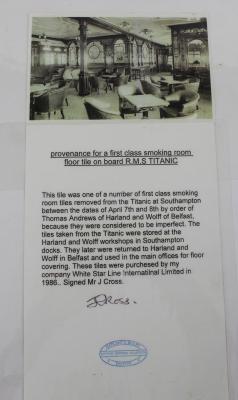 provenance for a first class smoking room
floor tile on board R.M.S TITANIC
This tile was one of a number of first class smoking
room tiles removed from the Titanic at Southampton
between the dates of April 7th and 8th by order of
Thomas Andrews of Harland and Wolff of Belfast,
because they were considered to be imperfect. The
tiles taken from the Titanic were stored at the
Harland and Wolff workshops in Southampton
docks. They later were returned to Harland and
Wolff in Belfast and used in the main offices for floor
covering. These tiles were purchased by my
company White Star Line Internatiinal Limited in
1986.. Signed Mr J Cross.
JCross.